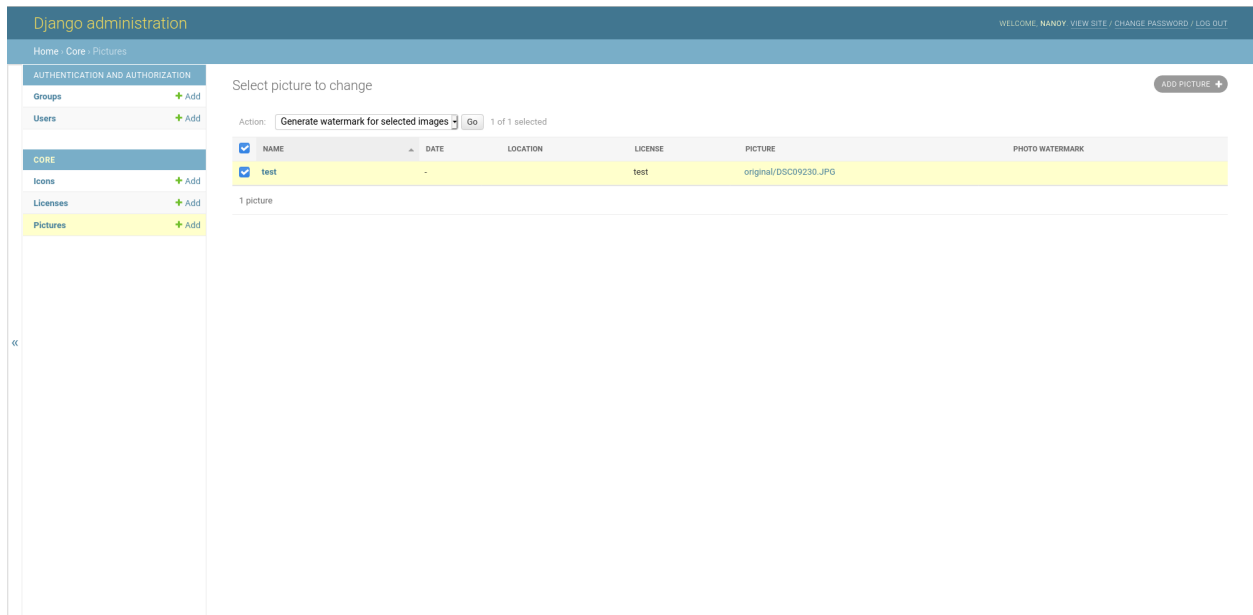 Django administration
WELCOME, NANOY. VIEW SITE / CHANGE PASSWORD / LOG OUT
Home › Core › Pictures
AUTHENTICATION AND AUTHORIZATION
Groups + Add
Users + Add
CORE
Icons + Add
Licenses + Add
Pictures + Add
«
Select picture to change
ADD PICTURE +
Action: Generate watermark for selected images Go 1 of 1 selected
NAME DATE LOCATION LICENSE PICTURE PHOTO WATERMARK
test - test original/DSC09230.JPG
1 picture